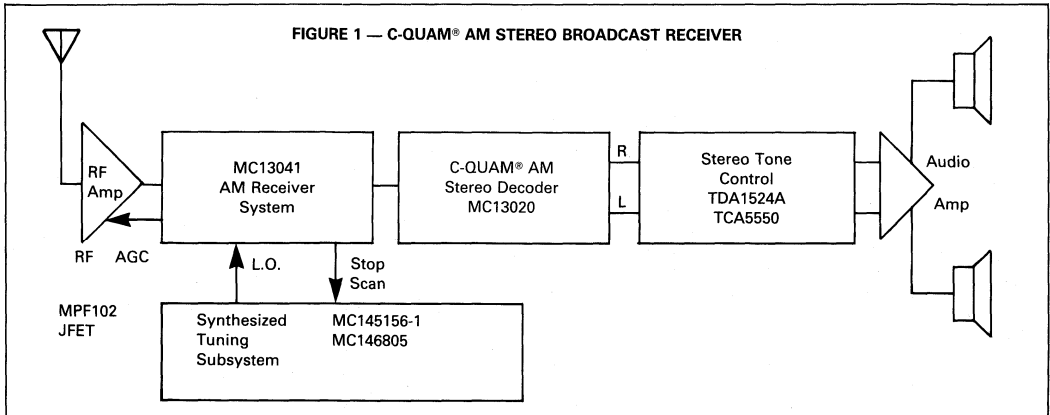 FIGURE 1 — C-QUAM® AM STEREO BROADCAST RECEIVER
RF
Amp
RF AGC
MPF102
JFET
MC13041
AM Receiver
System
L.O.
Stop
Scan
Synthesized
Tuning
Subsystem
MC145156-1
MC146805
C-QUAM® AM
Stereo Decoder
MC13020
R
L
Stereo Tone
Control
TDA1524A
TCA5550
Audio
Amp